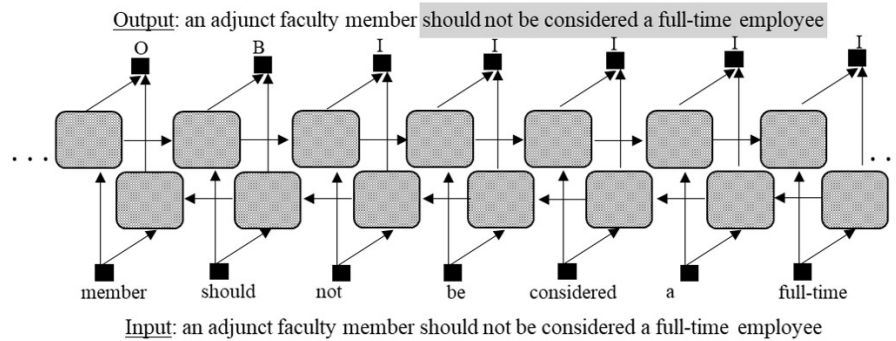 Output: an adjunct faculty member should not be considered a full-time employee
O B I I I I I
. . . . . .
member should not be considered a full-time
Input: an adjunct faculty member should not be considered a full-time employee